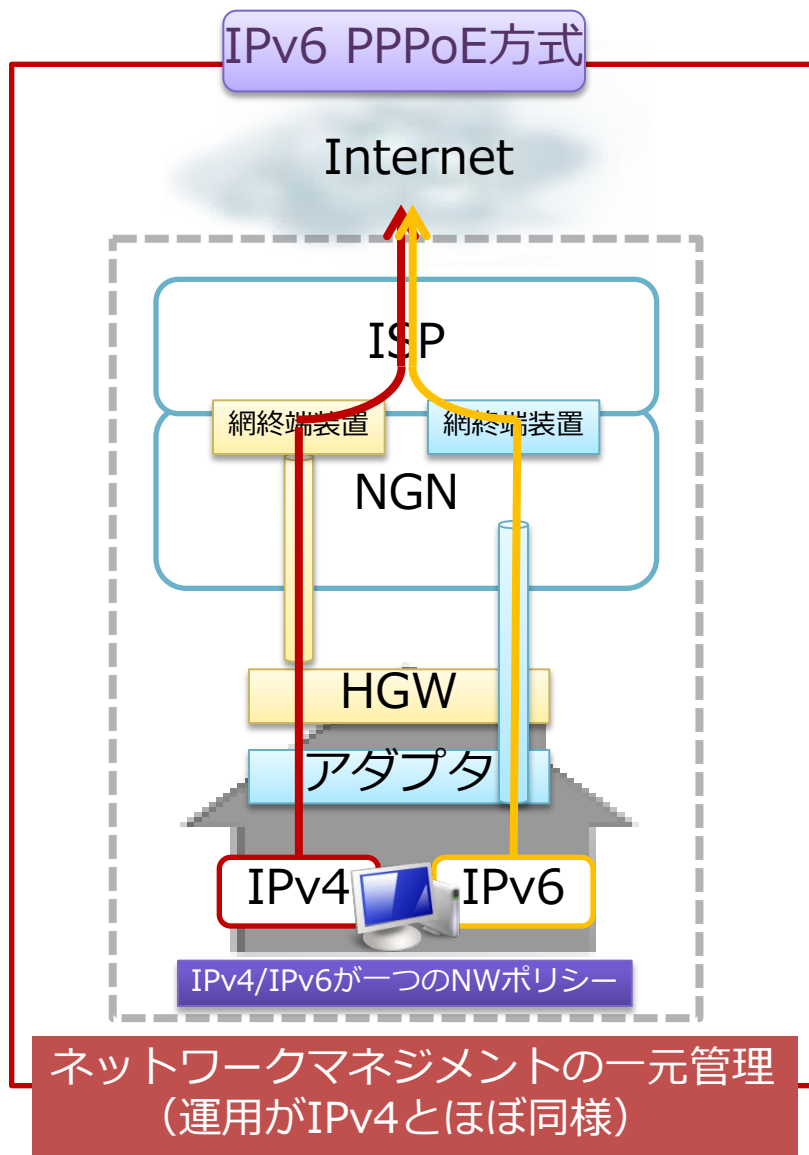 IPv6 PPPoE方式
Internet
ISP
網終端装置
網終端装置
NGN
HGW
アダプタ
IPv4
IPv6
IPv4/IPv6が一つのNWポリシー
ネットワークマネジメントの一元管理
（運用がIPv4とほぼ同様）